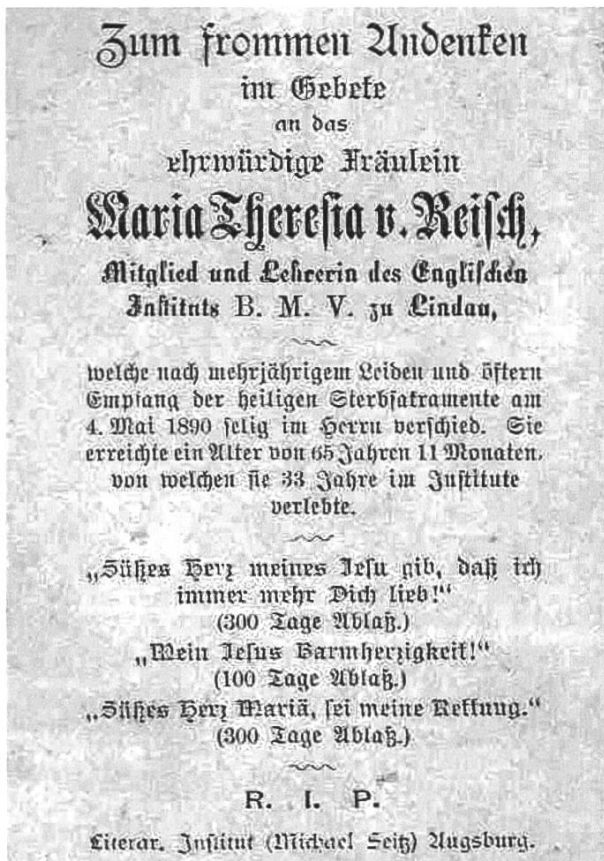 Zum frommen Andenken
im Gebete
an das
ehrwürdige Fräulein
Maria Theresia v. Reisch,
Mitglied und Lehrerin des Englischen
Instituts B. M. V. zu Lindau,
welche nach mehrjährigem Leiden und öftern
Empfang der heiligen Sterbsakramente am
4. Mai 1890 selig im Herrn verschied. Sie
erreichte ein Alter von 65 Jahren 11 Monaten,
von welchen sie 33 Jahre im Institute
verlebte.
„Süßes Herz meines Jesu gib, daß ich
immer mehr Dich lieb!“
(300 Tage Ablaß.)
„Mein Jesus Barmherzigkeit!“
(100 Tage Ablaß.)
„Süßes Herz Mariä, sei meine Rettung.“
(300 Tage Ablaß.)
R. I. P.
Literar. Institut (Michael Seitz) Augsburg.